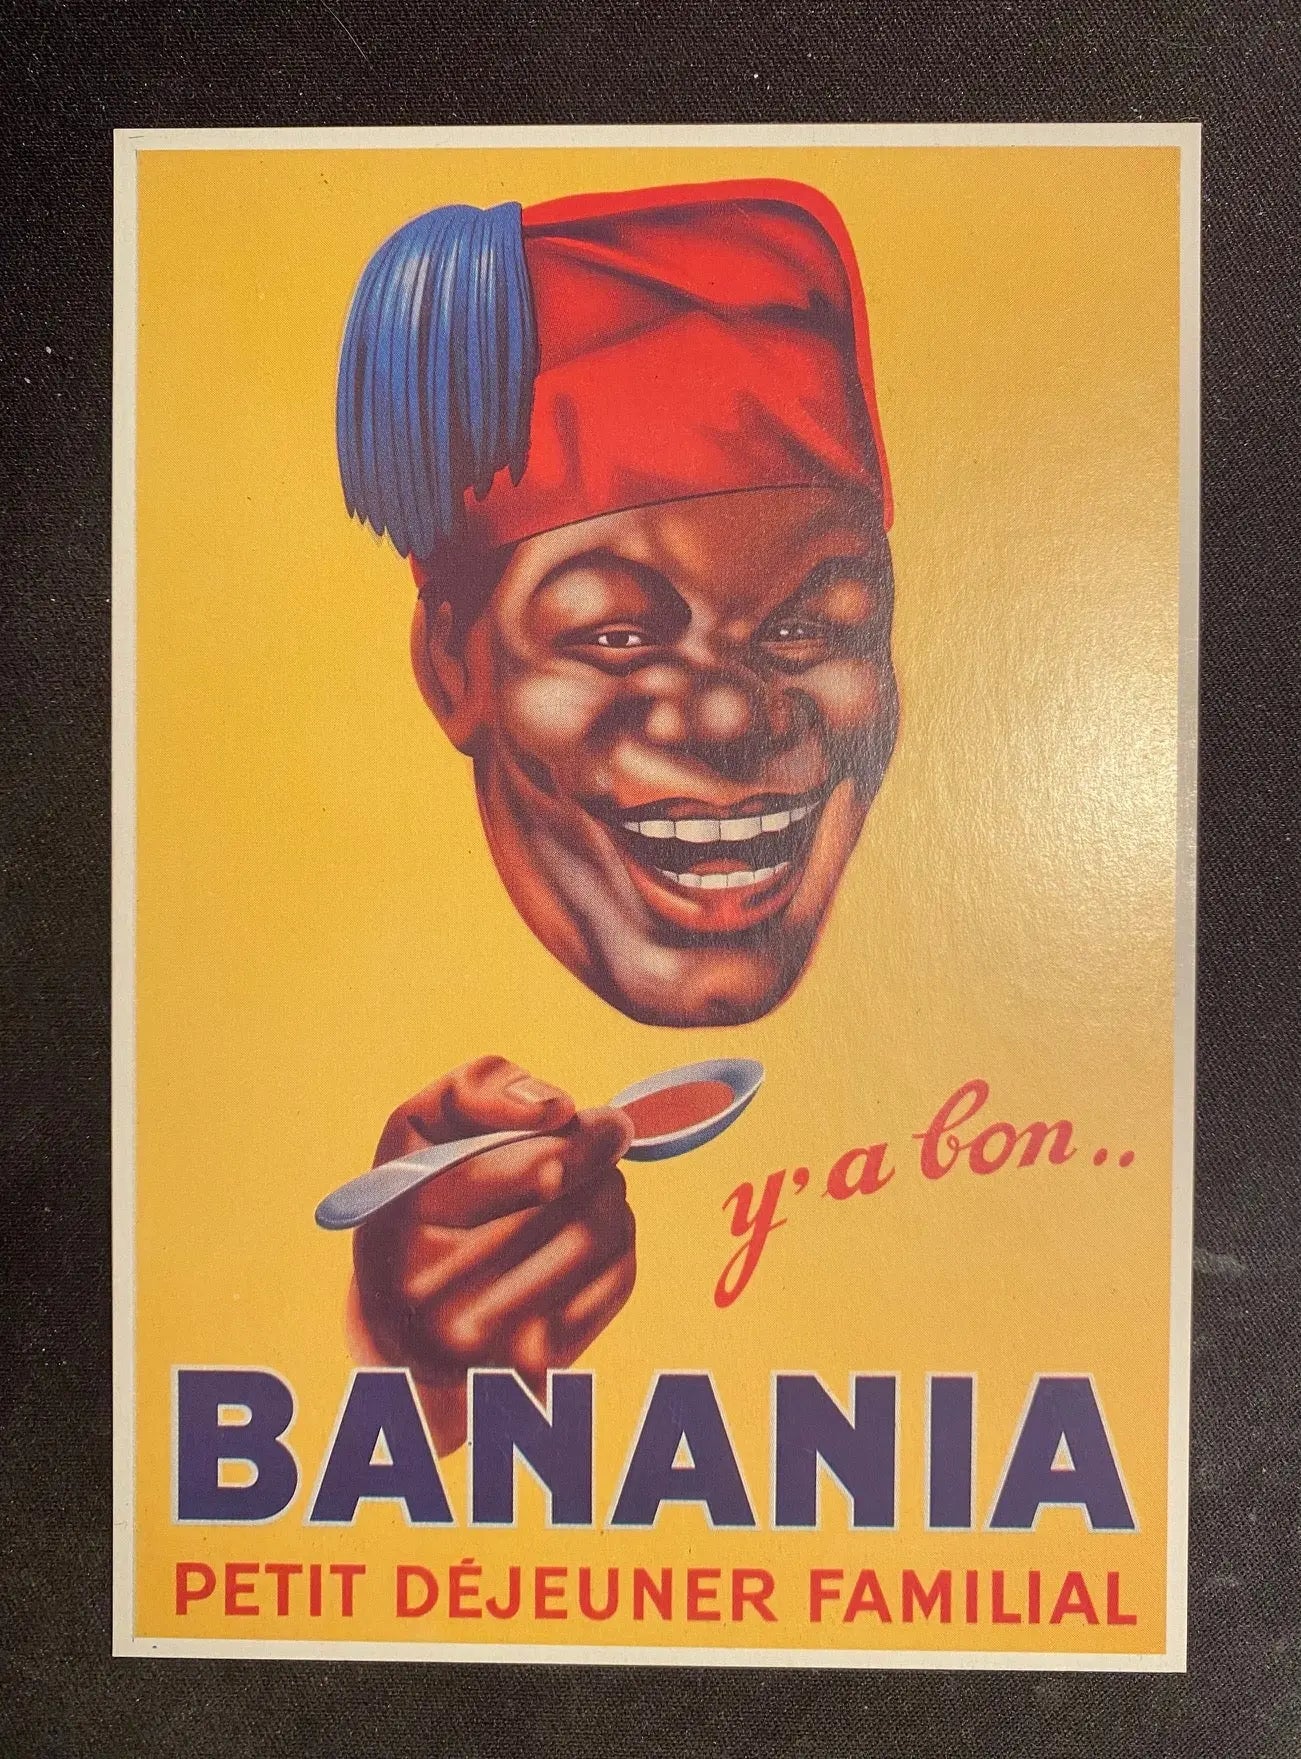 y'a bon..
BANANIA
PETIT DÉJEUNER FAMILIAL